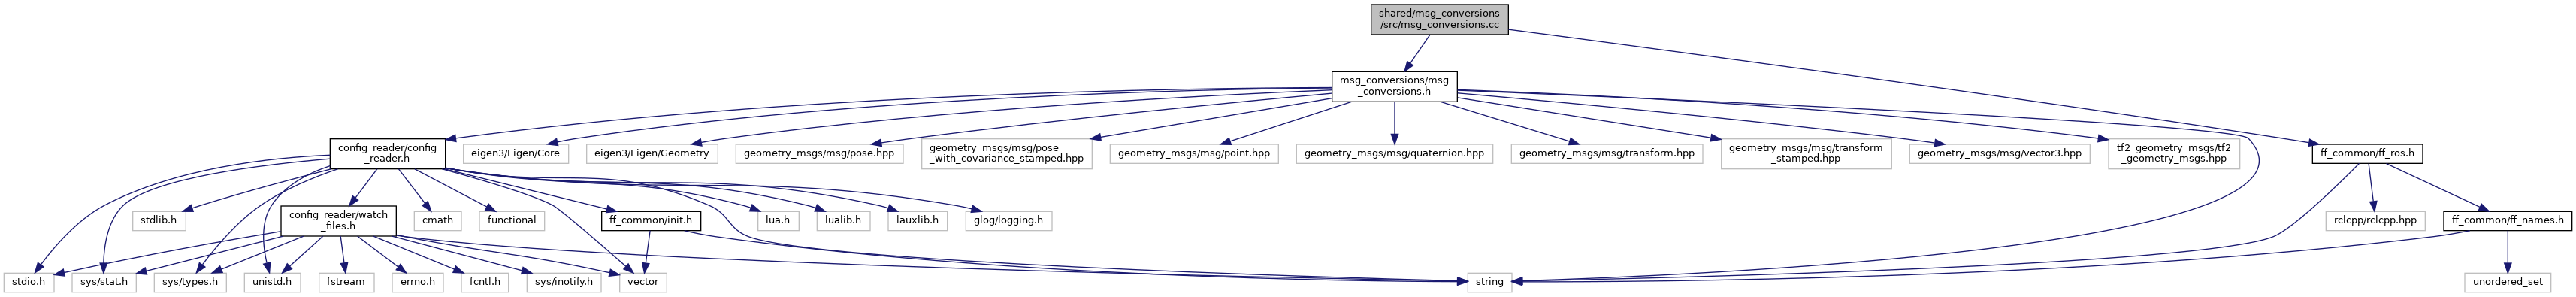 shared/msg_conversions
/src/msg_conversions.cc
msg_conversions/msg
_conversions.h
config_reader/config
_reader.h
eigen3/Eigen/Core
eigen3/Eigen/Geometry
geometry_msgs/msg/pose.hpp
geometry_msgs/msg/pose
_with_covariance_stamped.hpp
geometry_msgs/msg/point.hpp
geometry_msgs/msg/quaternion.hpp
geometry_msgs/msg/transform.hpp
geometry_msgs/msg/transform
_stamped.hpp
geometry_msgs/msg/vector3.hpp
tf2_geometry_msgs/tf2
_geometry_msgs.hpp
ff_common/ff_ros.h
stdlib.h
config_reader/watch
_files.h
cmath
functional
ff_common/init.h
lua.h
lualib.h
lauxlib.h
glog/logging.h
rclcpp/rclcpp.hpp
ff_common/ff_names.h
stdio.h
sys/stat.h
sys/types.h
unistd.h
fstream
errno.h
fcntl.h
sys/inotify.h
vector
string
unordered_set